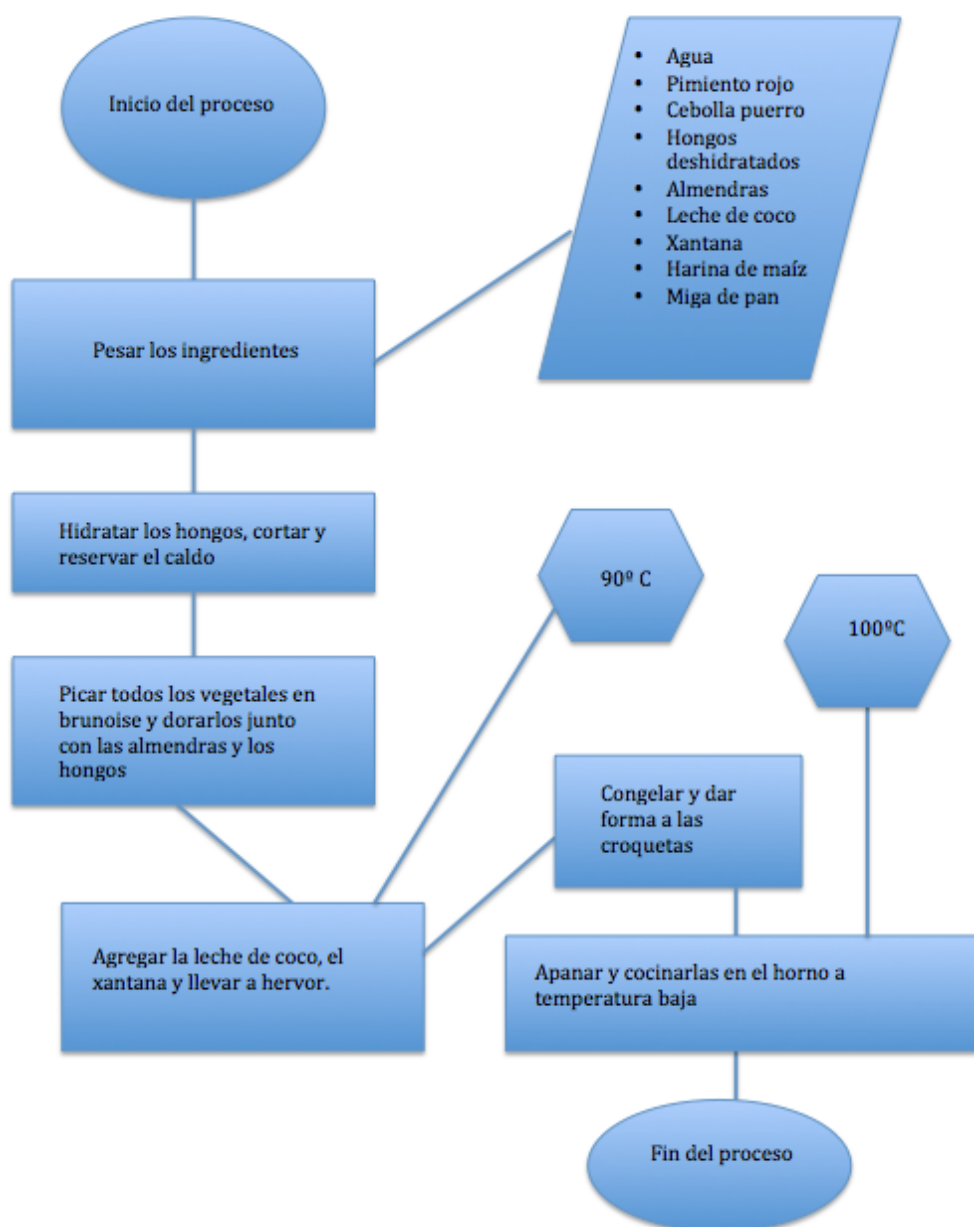 Inicio del proceso
• Agua
• Pimiento rojo
• Cebolla puerro
• Hongos
deshidratados
• Almendras
• Leche de coco
• Xantana
• Harina de maíz
• Miga de pan
Pesar los ingredientes
Hidratar los hongos, cortar y
reservar el caldo
Picar todos los vegetales en
brunoise y dorarlos junto
con las almendras y los
hongos
Agregar la leche de coco, el
xantana y llevar a hervor.
90º C
Congelar y dar
forma a las
croquetas
100ºC
Apanar y cocinarlas en el horno a
temperatura baja
Fin del proceso